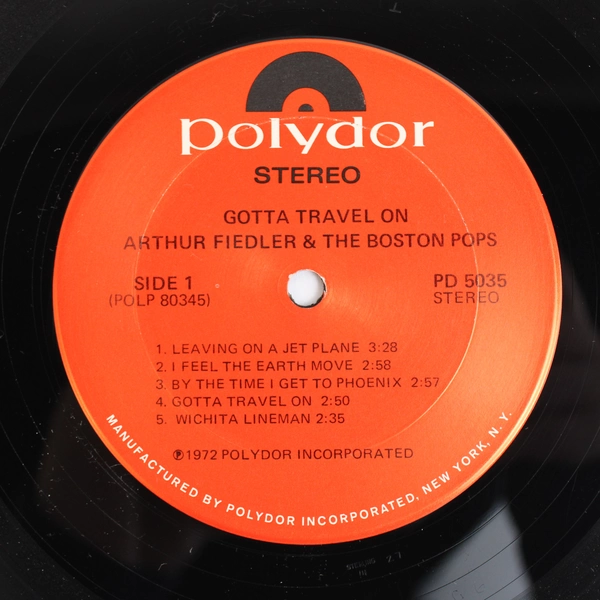 polydor
STEREO
GOTTA TRAVEL ON
ARTHUR FIEDLER & THE BOSTON POPS
SIDE 1
(POLP 80345)
PD 5035
STEREO
1. LEAVING ON A JET PLANE 3:28
2. I FEEL THE EARTH MOVE 2:58
3. BY THE TIME I GET TO PHOENIX 2:57
4. GOTTA TRAVEL ON 2:50
5. WICHITA LINEMAN 2:35
℗1972 POLYDOR INCORPORATED
MANUFACTURED BY POLYDOR INCORPORATED, NEW YORK, N.Y.